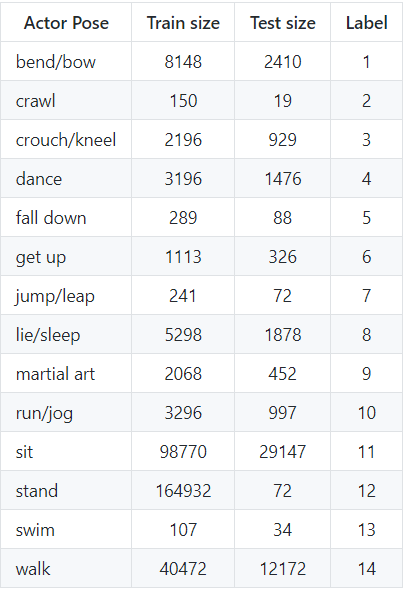 Actor Pose Train size Test size Label
bend/bow 8148 2410 1
crawl 150 19 2
crouch/kneel 2196 929 3
dance 3196 1476 4
fall down 289 88 5
get up 1113 326 6
jump/leap 241 72 7
lie/sleep 5298 1878 8
martial art 2068 452 9
run/jog 3296 997 10
sit 98770 29147 11
stand 164932 72 12
swim 107 34 13
walk 40472 12172 14